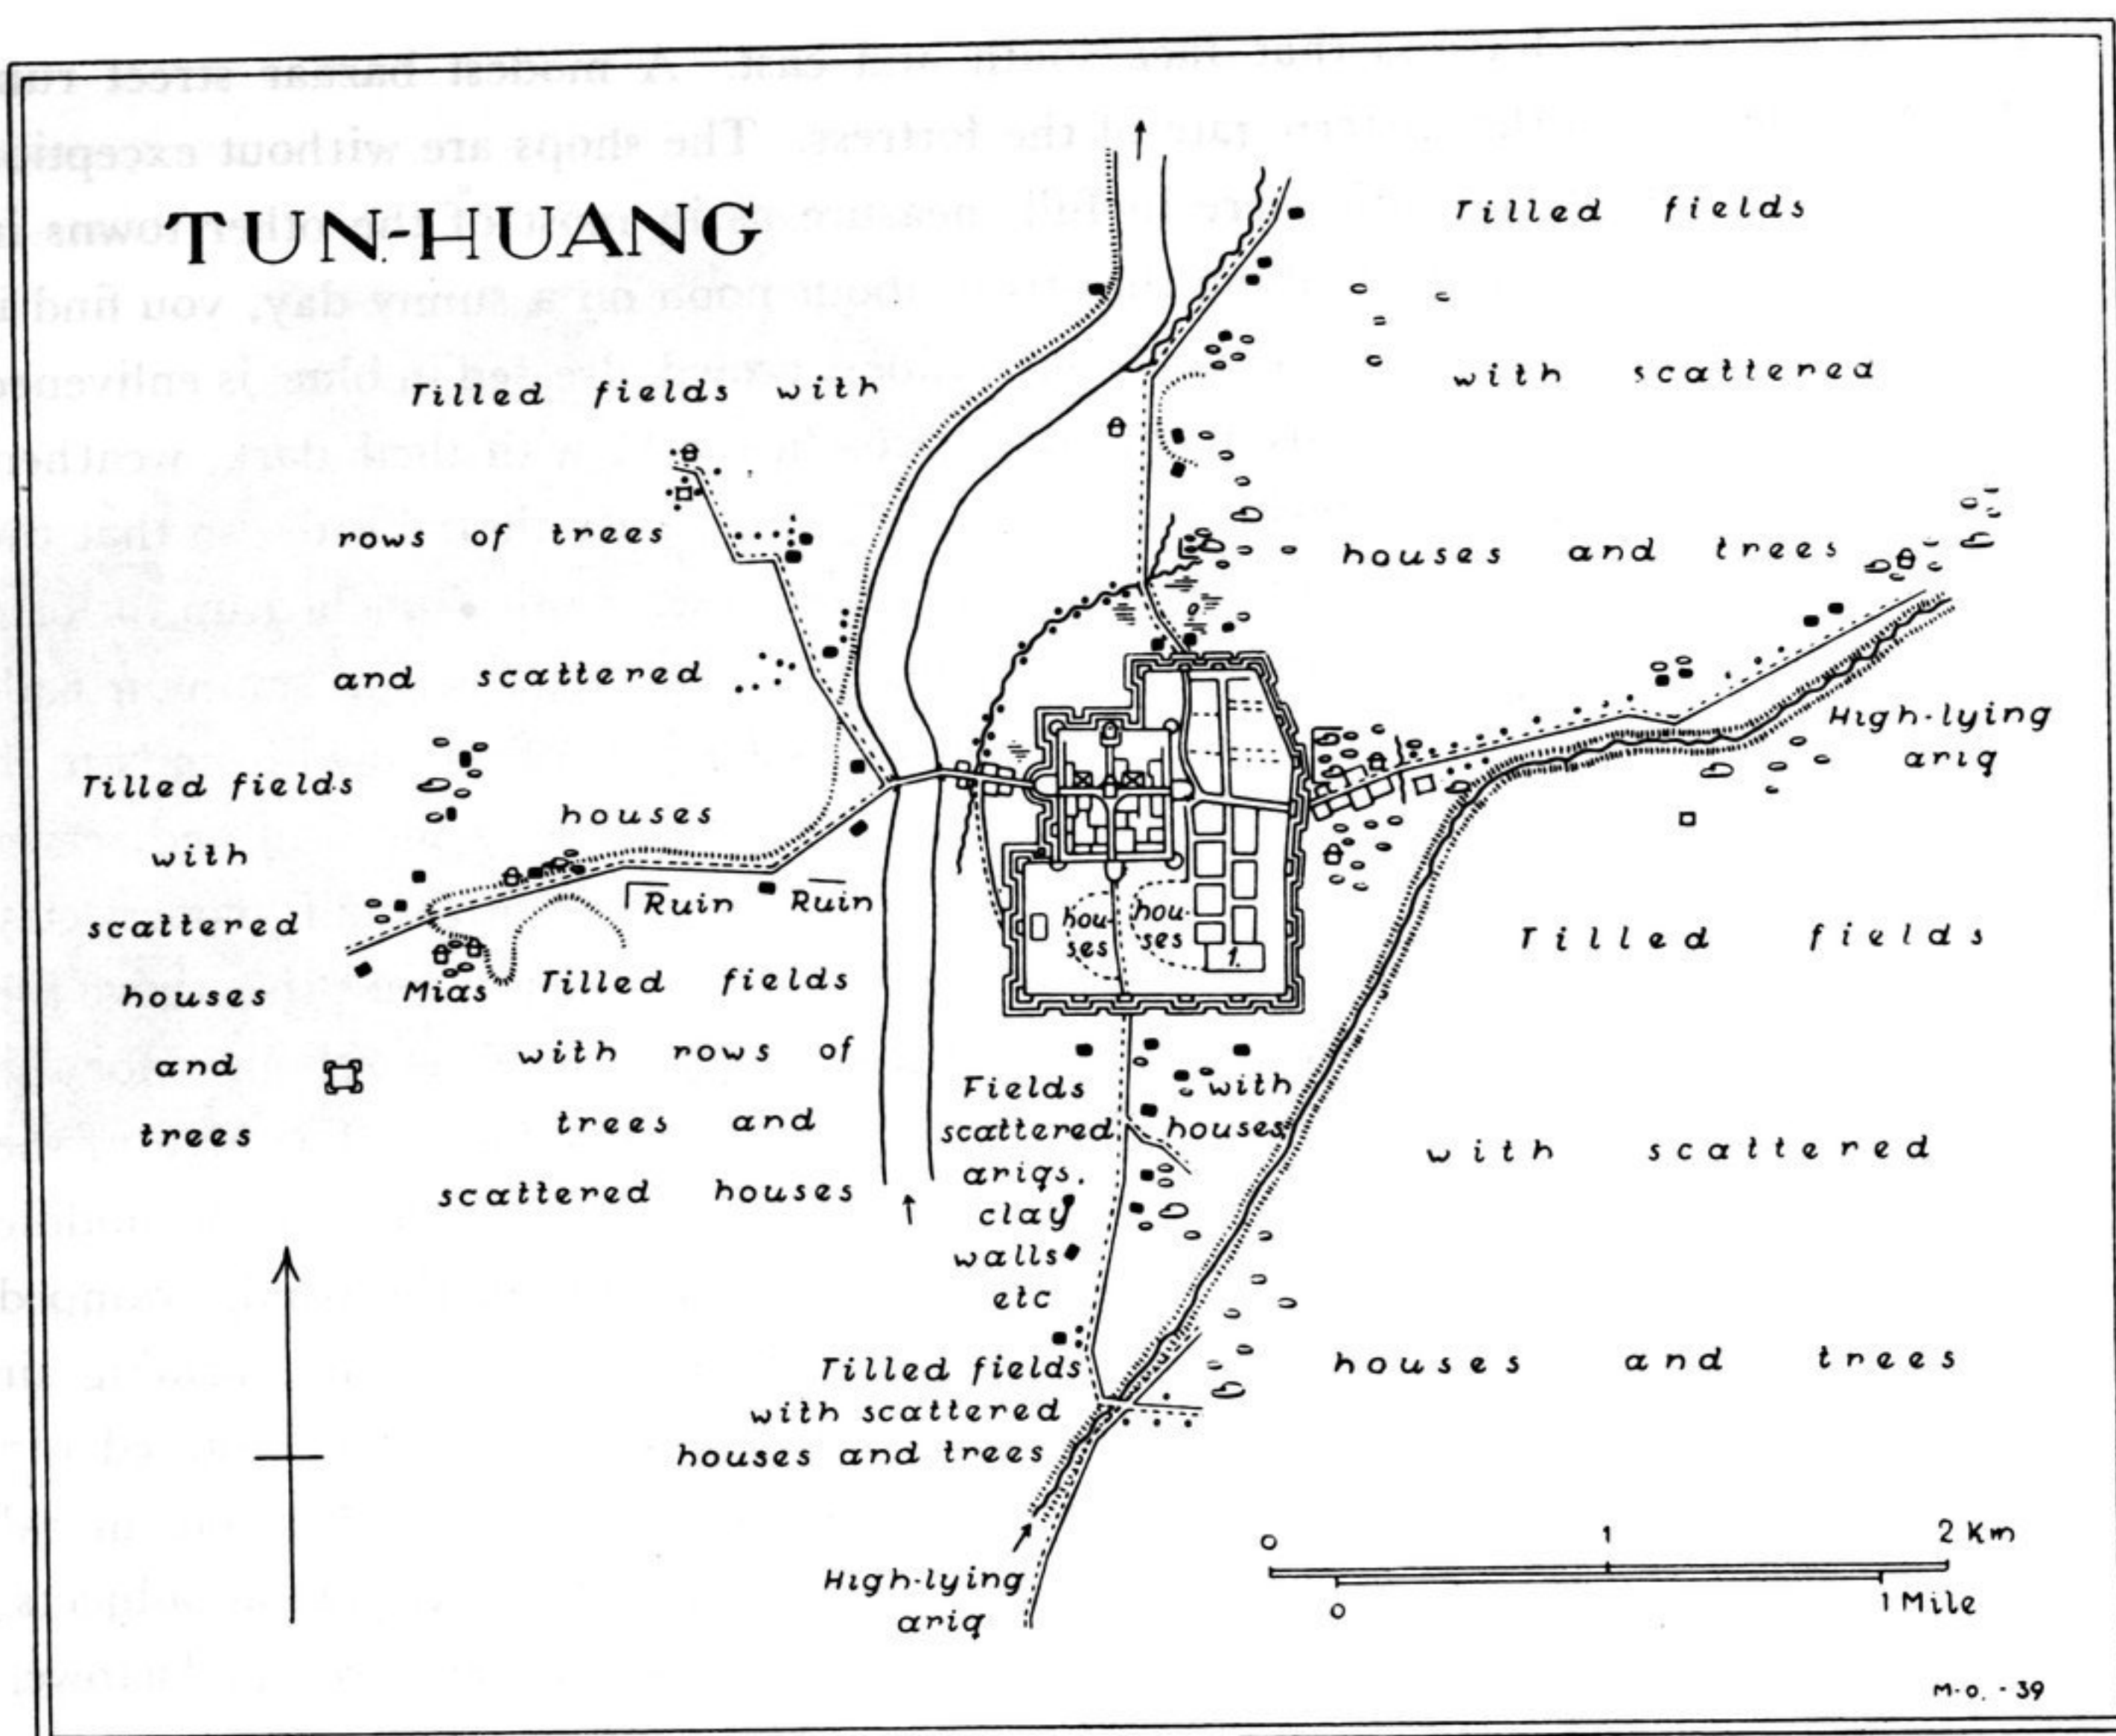 TUN-HUANG
Tilled fields
with scattered
houses and trees
Tilled fields with
rows of trees
and scattered
houses
High-lying
ariq
Tilled fields
with
scattered
houses
and
trees
Ruin Ruin
Mias
Tilled fields
with rows of
trees and
scattered houses
hou-
ses
hou-
ses
1.
Tilled fields
with scattered
houses and trees
Fields with
scattered houses
ariqs,
clay
walls
etc
Tilled fields
with scattered
houses and trees
High-lying
ariq
0 1 2 Km
0 1 Mile
M-O. - 39